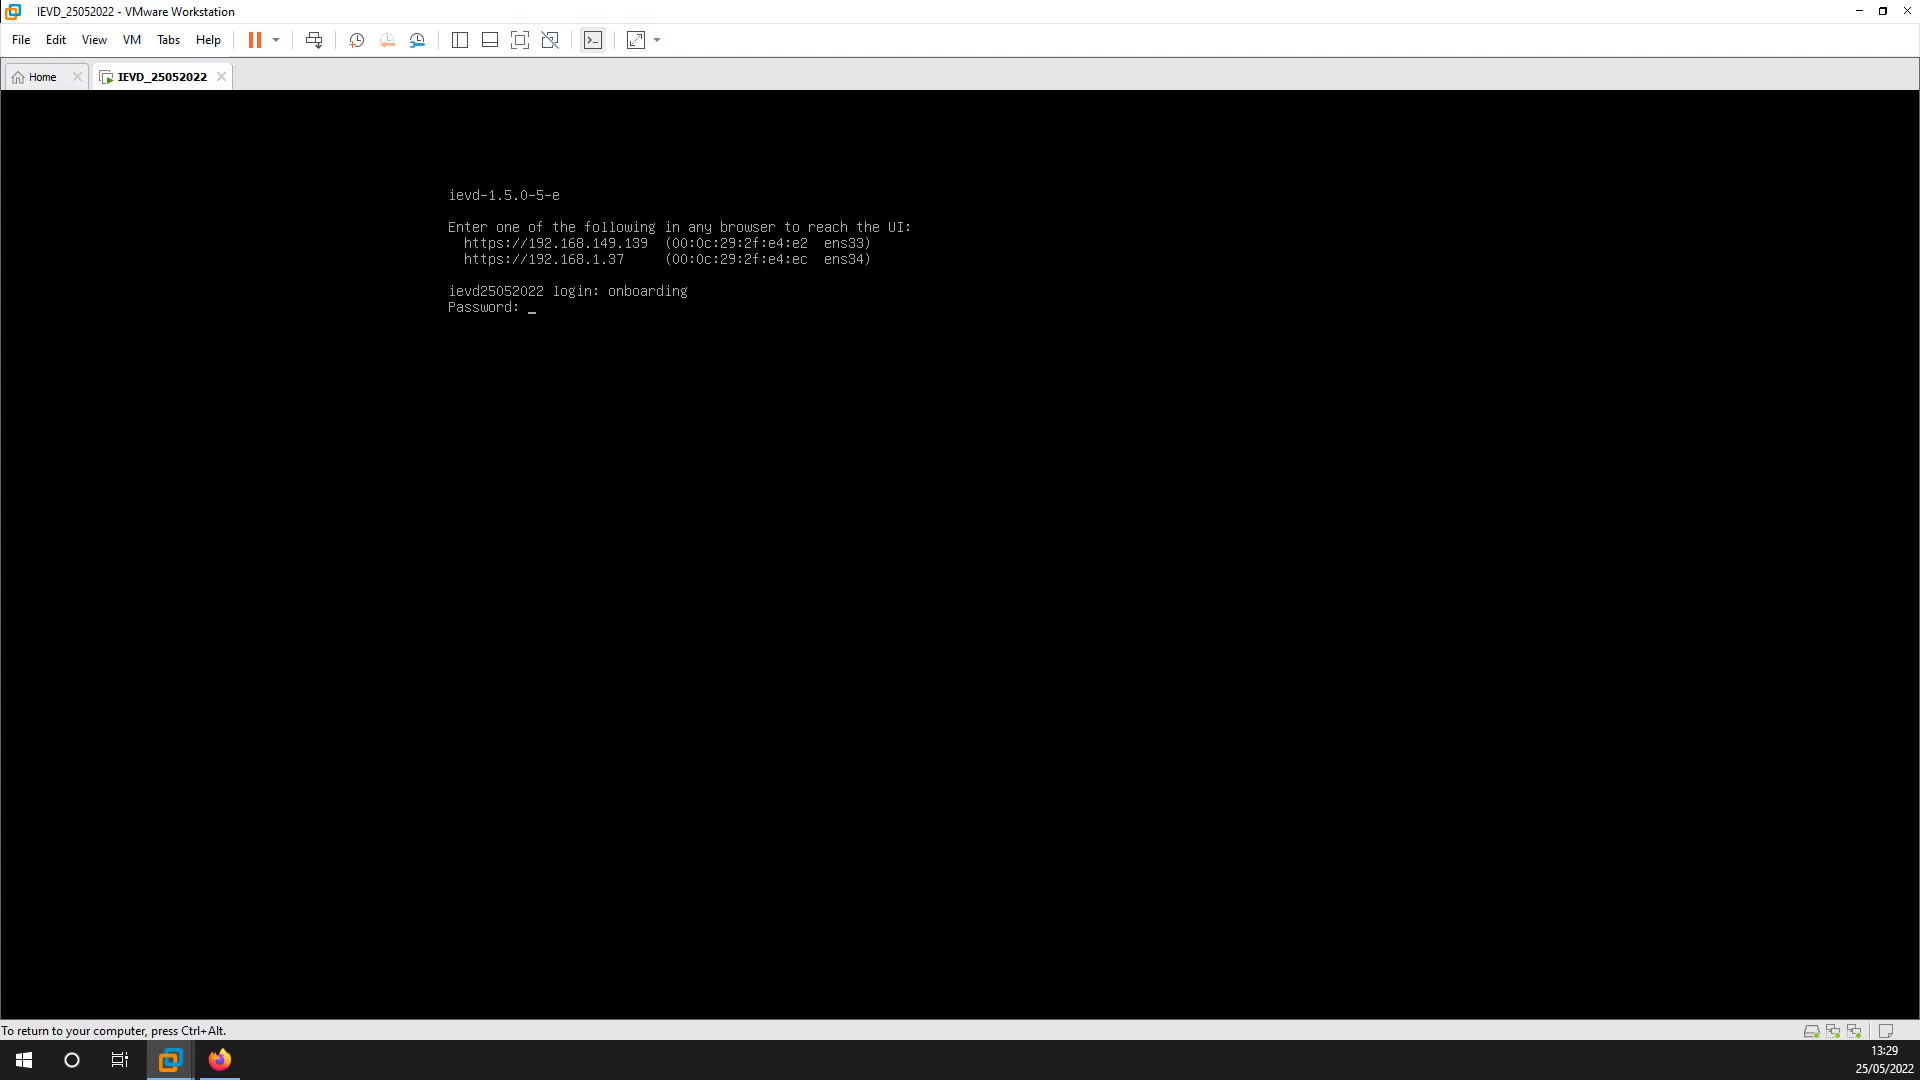 IEVD_25052022 - VMware Workstation
File Edit View VM Tabs Help
Home IEVD_25052022
ievd-1.5.0-5-e
Enter one of the following in any browser to reach the UI:
https://192.168.149.139 (00:0c:29:2f:e4:e2 ens33)
https://192.168.1.37 (00:0c:29:2f:e4:ec ens34)
ievd25052022 login: onboarding
Password: _
To return to your computer, press Ctrl+Alt.
13:29
25/05/2022